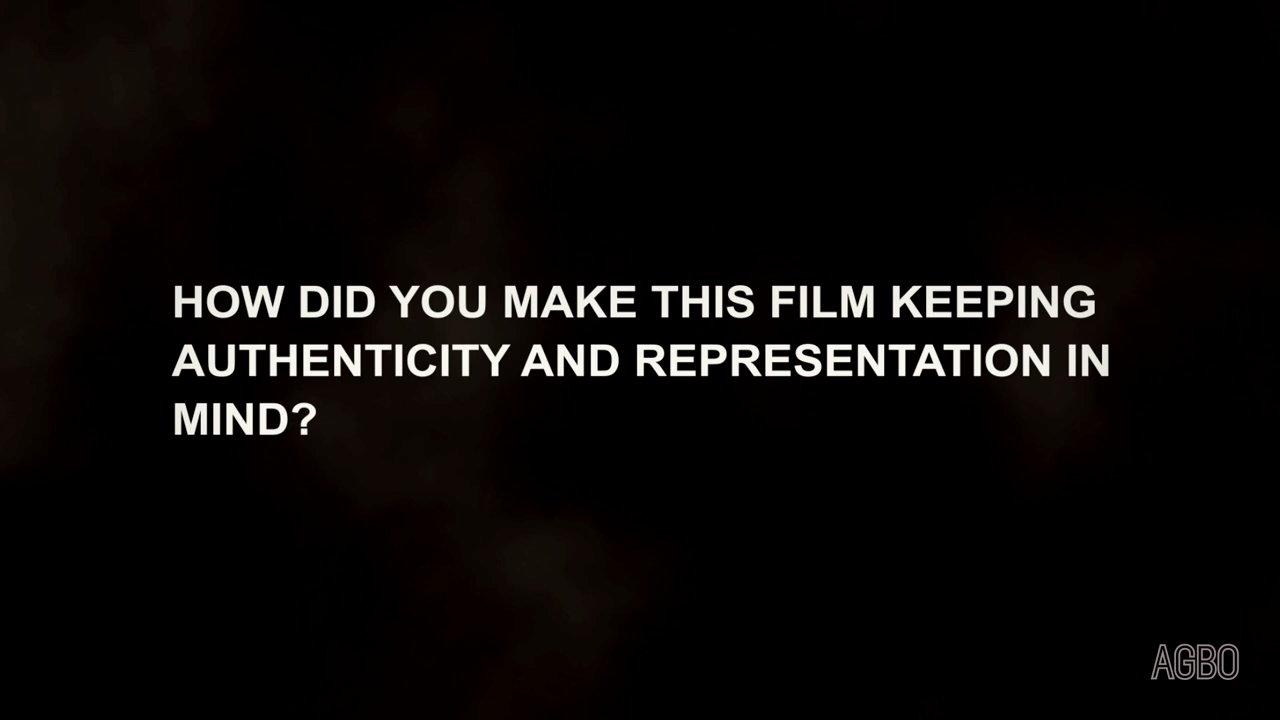 HOW DID YOU MAKE THIS FILM KEEPING
AUTHENTICITY AND REPRESENTATION IN
MIND?
AGBO